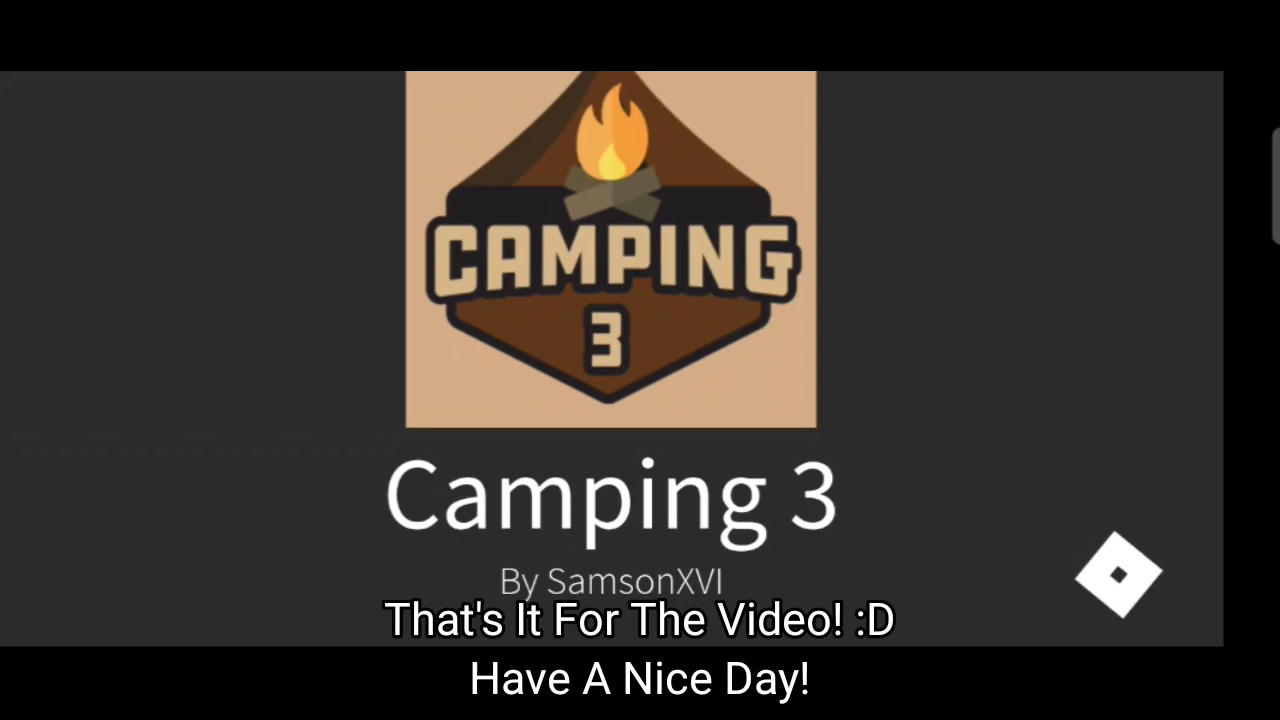 CAMPING
3
Camping 3
By SamsonXVI
That's It For The Video! :D
Have A Nice Day!